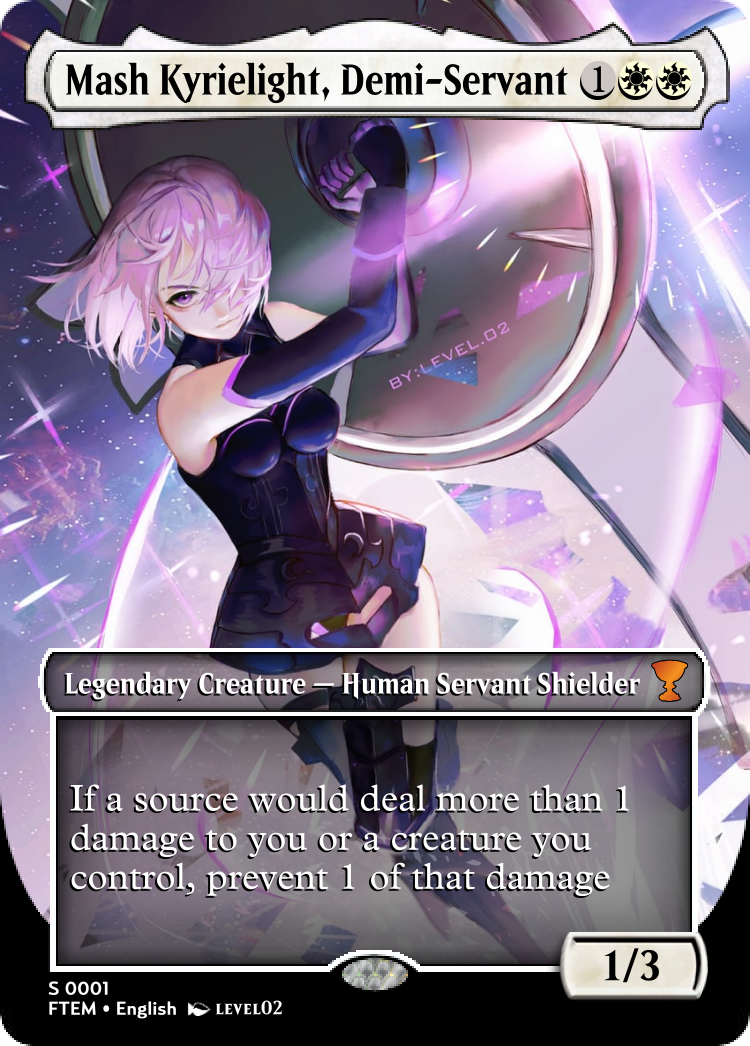 Mash Kyrielight, Demi-Servant 1
BY:LEVEL.02
Legendary Creature — Human Servant Shielder
If a source would deal more than 1
damage to you or a creature you
control, prevent 1 of that damage
1/3
S 0001
FTEM • English LEVEL02